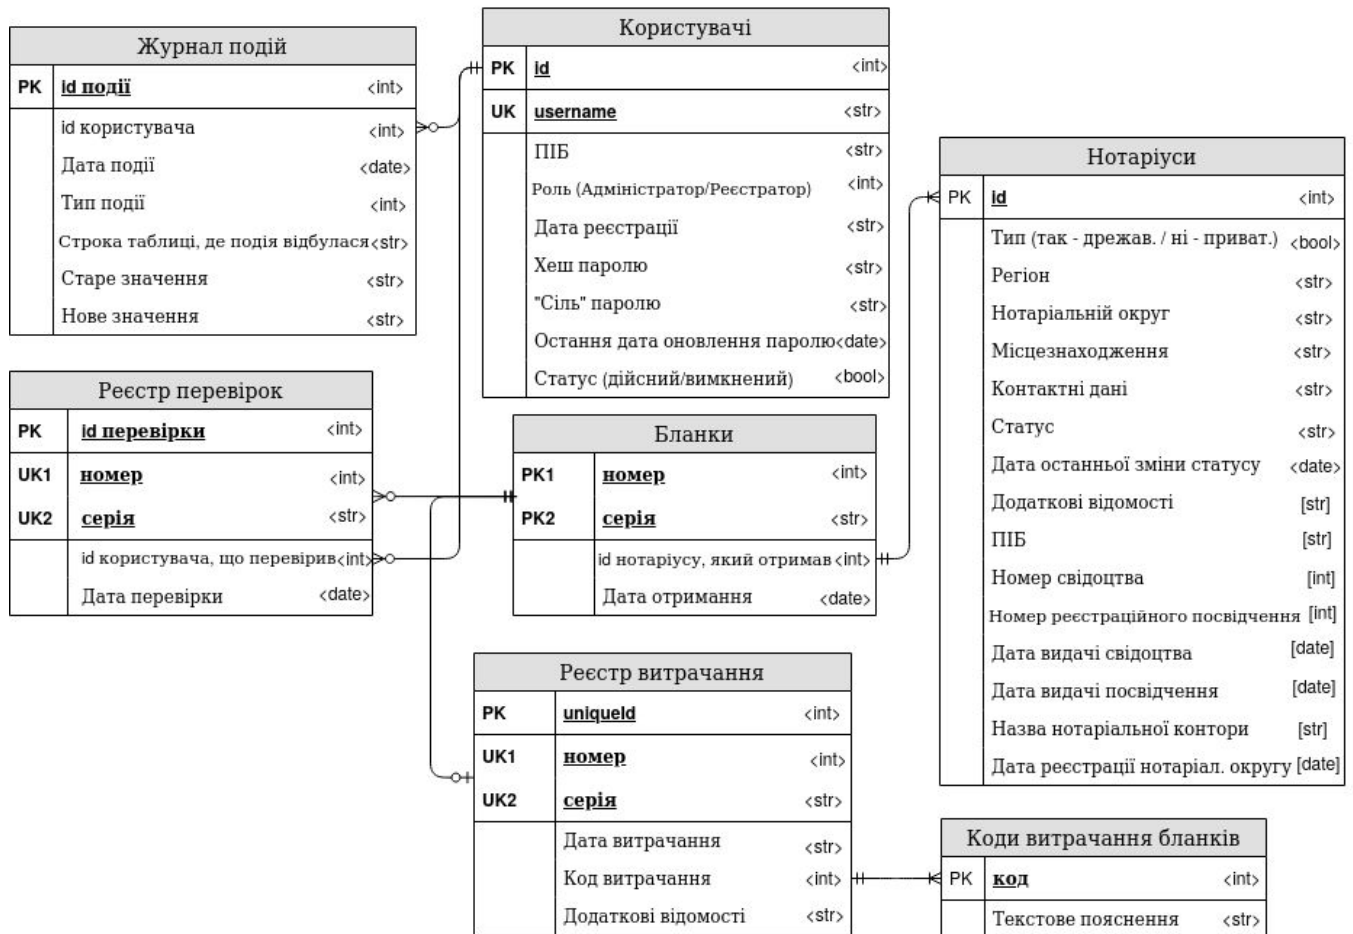 Журнал подій
PK id події <int>
id користувача <int>
Дата події <date>
Тип події <int>
Строка таблиці, де подія відбулася <str>
Старе значення <str>
Нове значення <str>
Користувачі
PK id <int>
UK username <str>
ПІБ <str>
Роль (Адміністратор/Реєстратор) <int>
Дата реєстрації <str>
Хеш паролю <str>
"Сіль" паролю <str>
Остання дата оновлення паролю <date>
Статус (дійсний/вимкнений) <bool>
Нотаріуси
PK id <int>
Тип (так - дрежав. / ні - приват.) <bool>
Регіон <str>
Нотаріальній округ <str>
Місцезнаходження <str>
Контактні дані <str>
Статус <str>
Дата останньої зміни статусу <date>
Додаткові відомості [str]
ПІБ [str]
Номер свідоцтва [int]
Номер реєстраційного посвідчення [int]
Дата видачі свідоцтва [date]
Дата видачі посвідчення [date]
Назва нотаріальної контори [str]
Дата реєстрації нотаріал. округу [date]
Реєстр перевірок
PK id перевірки <int>
UK1 номер <int>
UK2 серія <str>
id користувача, що перевірив <int>
Дата перевірки <date>
Бланки
PK1 номер <int>
PK2 серія <str>
id нотаріусу, який отримав <int>
Дата отримання <date>
Реєстр витрачання
PK uniqueId <int>
UK1 номер <int>
UK2 серія <str>
Дата витрачання <str>
Код витрачання <int>
Додаткові відомості <str>
Коди витрачання бланків
PK код <int>
Текстове пояснення <str>